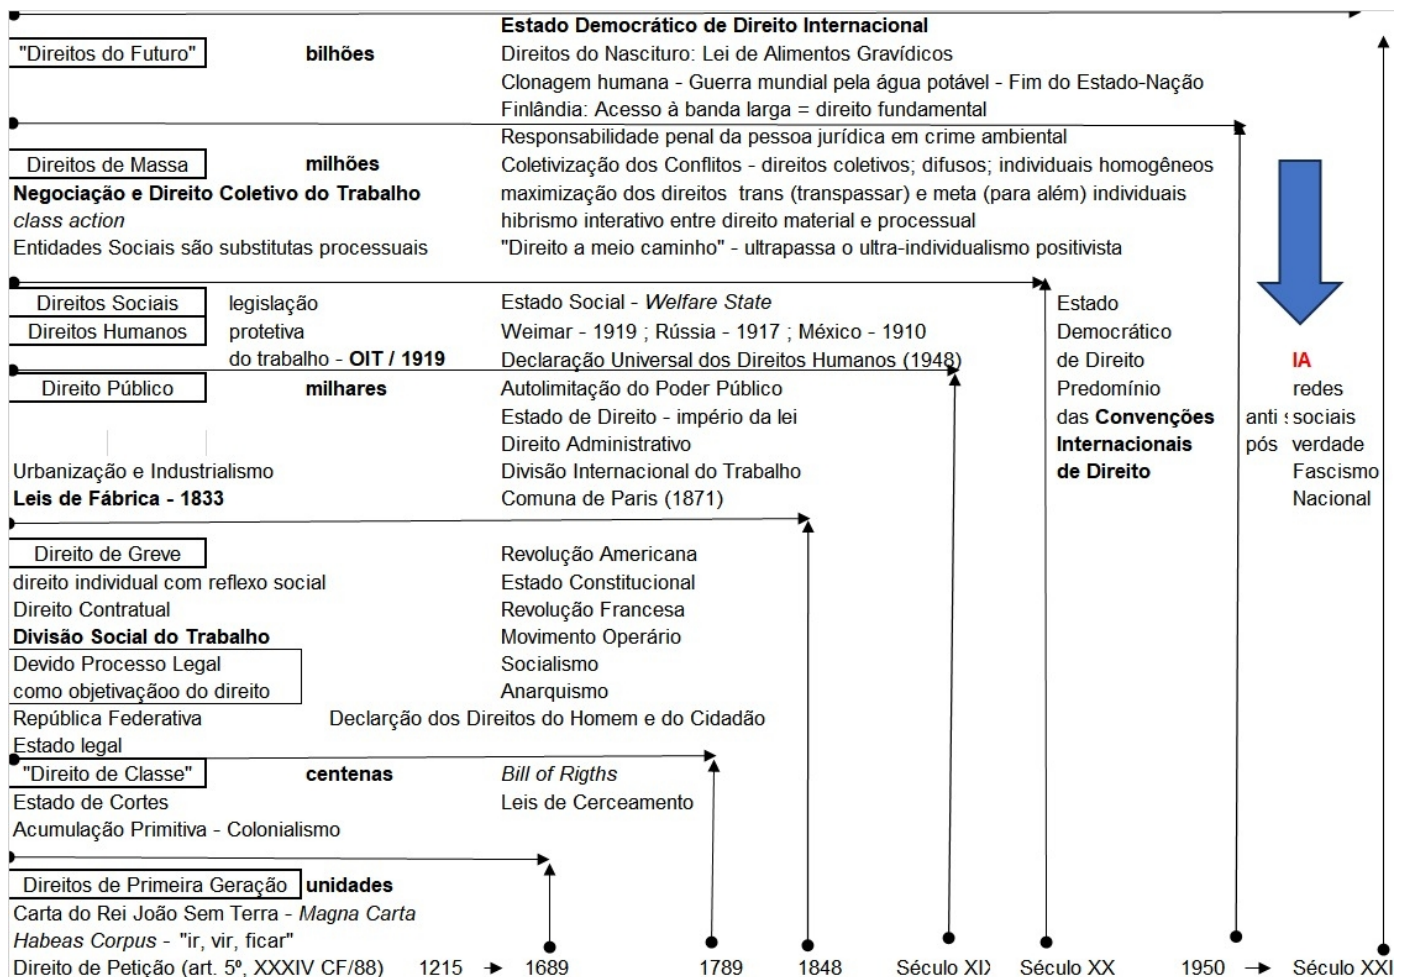 Estado Democrático de Direito Internacional
"Direitos do Futuro" bilhões Direitos do Nascituro: Lei de Alimentos Gravídicos
Clonagem humana - Guerra mundial pela água potável - Fim do Estado-Nação
Finlândia: Acesso à banda larga = direito fundamental
Responsabilidade penal da pessoa jurídica em crime ambiental
Direitos de Massa milhões Coletivização dos Conflitos - direitos coletivos; difusos; individuais homogêneos
Negociação e Direito Coletivo do Trabalho maximização dos direitos trans (transpassar) e meta (para além) individuais
class action hibrismo interativo entre direito material e processual
Entidades Sociais são substitutas processuais "Direito a meio caminho" - ultrapassa o ultra-individualismo positivista
Direitos Sociais legislação Estado Social - Welfare State Estado
Direitos Humanos protetiva Weimar - 1919 ; Rússia - 1917 ; México - 1910 Democrático
do trabalho - OIT / 1919 Declaração Universal dos Direitos Humanos (1948) de Direito IA
Direito Público milhares Autolimitação do Poder Público Predomínio redes
Estado de Direito - império da lei das Convenções anti s sociais
Direito Administrativo Internacionais pós verdade
Urbanização e Industrialismo Divisão Internacional do Trabalho de Direito Fascismo
Leis de Fábrica - 1833 Comuna de Paris (1871) Nacional
Direito de Greve Revolução Americana
direito individual com reflexo social Estado Constitucional
Direito Contratual Revolução Francesa
Divisão Social do Trabalho Movimento Operário
Devido Processo Legal Socialismo
como objetivaçãoo do direito Anarquismo
República Federativa Declarção dos Direitos do Homem e do Cidadão
Estado legal
"Direito de Classe" centenas Bill of Rigths
Estado de Cortes Leis de Cerceamento
Acumulação Primitiva - Colonialismo
Direitos de Primeira Geração unidades
Carta do Rei João Sem Terra - Magna Carta
Habeas Corpus - "ir, vir, ficar"
Direito de Petição (art. 5º, XXXIV CF/88) 1215 1689 1789 1848 Século XIX Século XX 1950 Século XXI